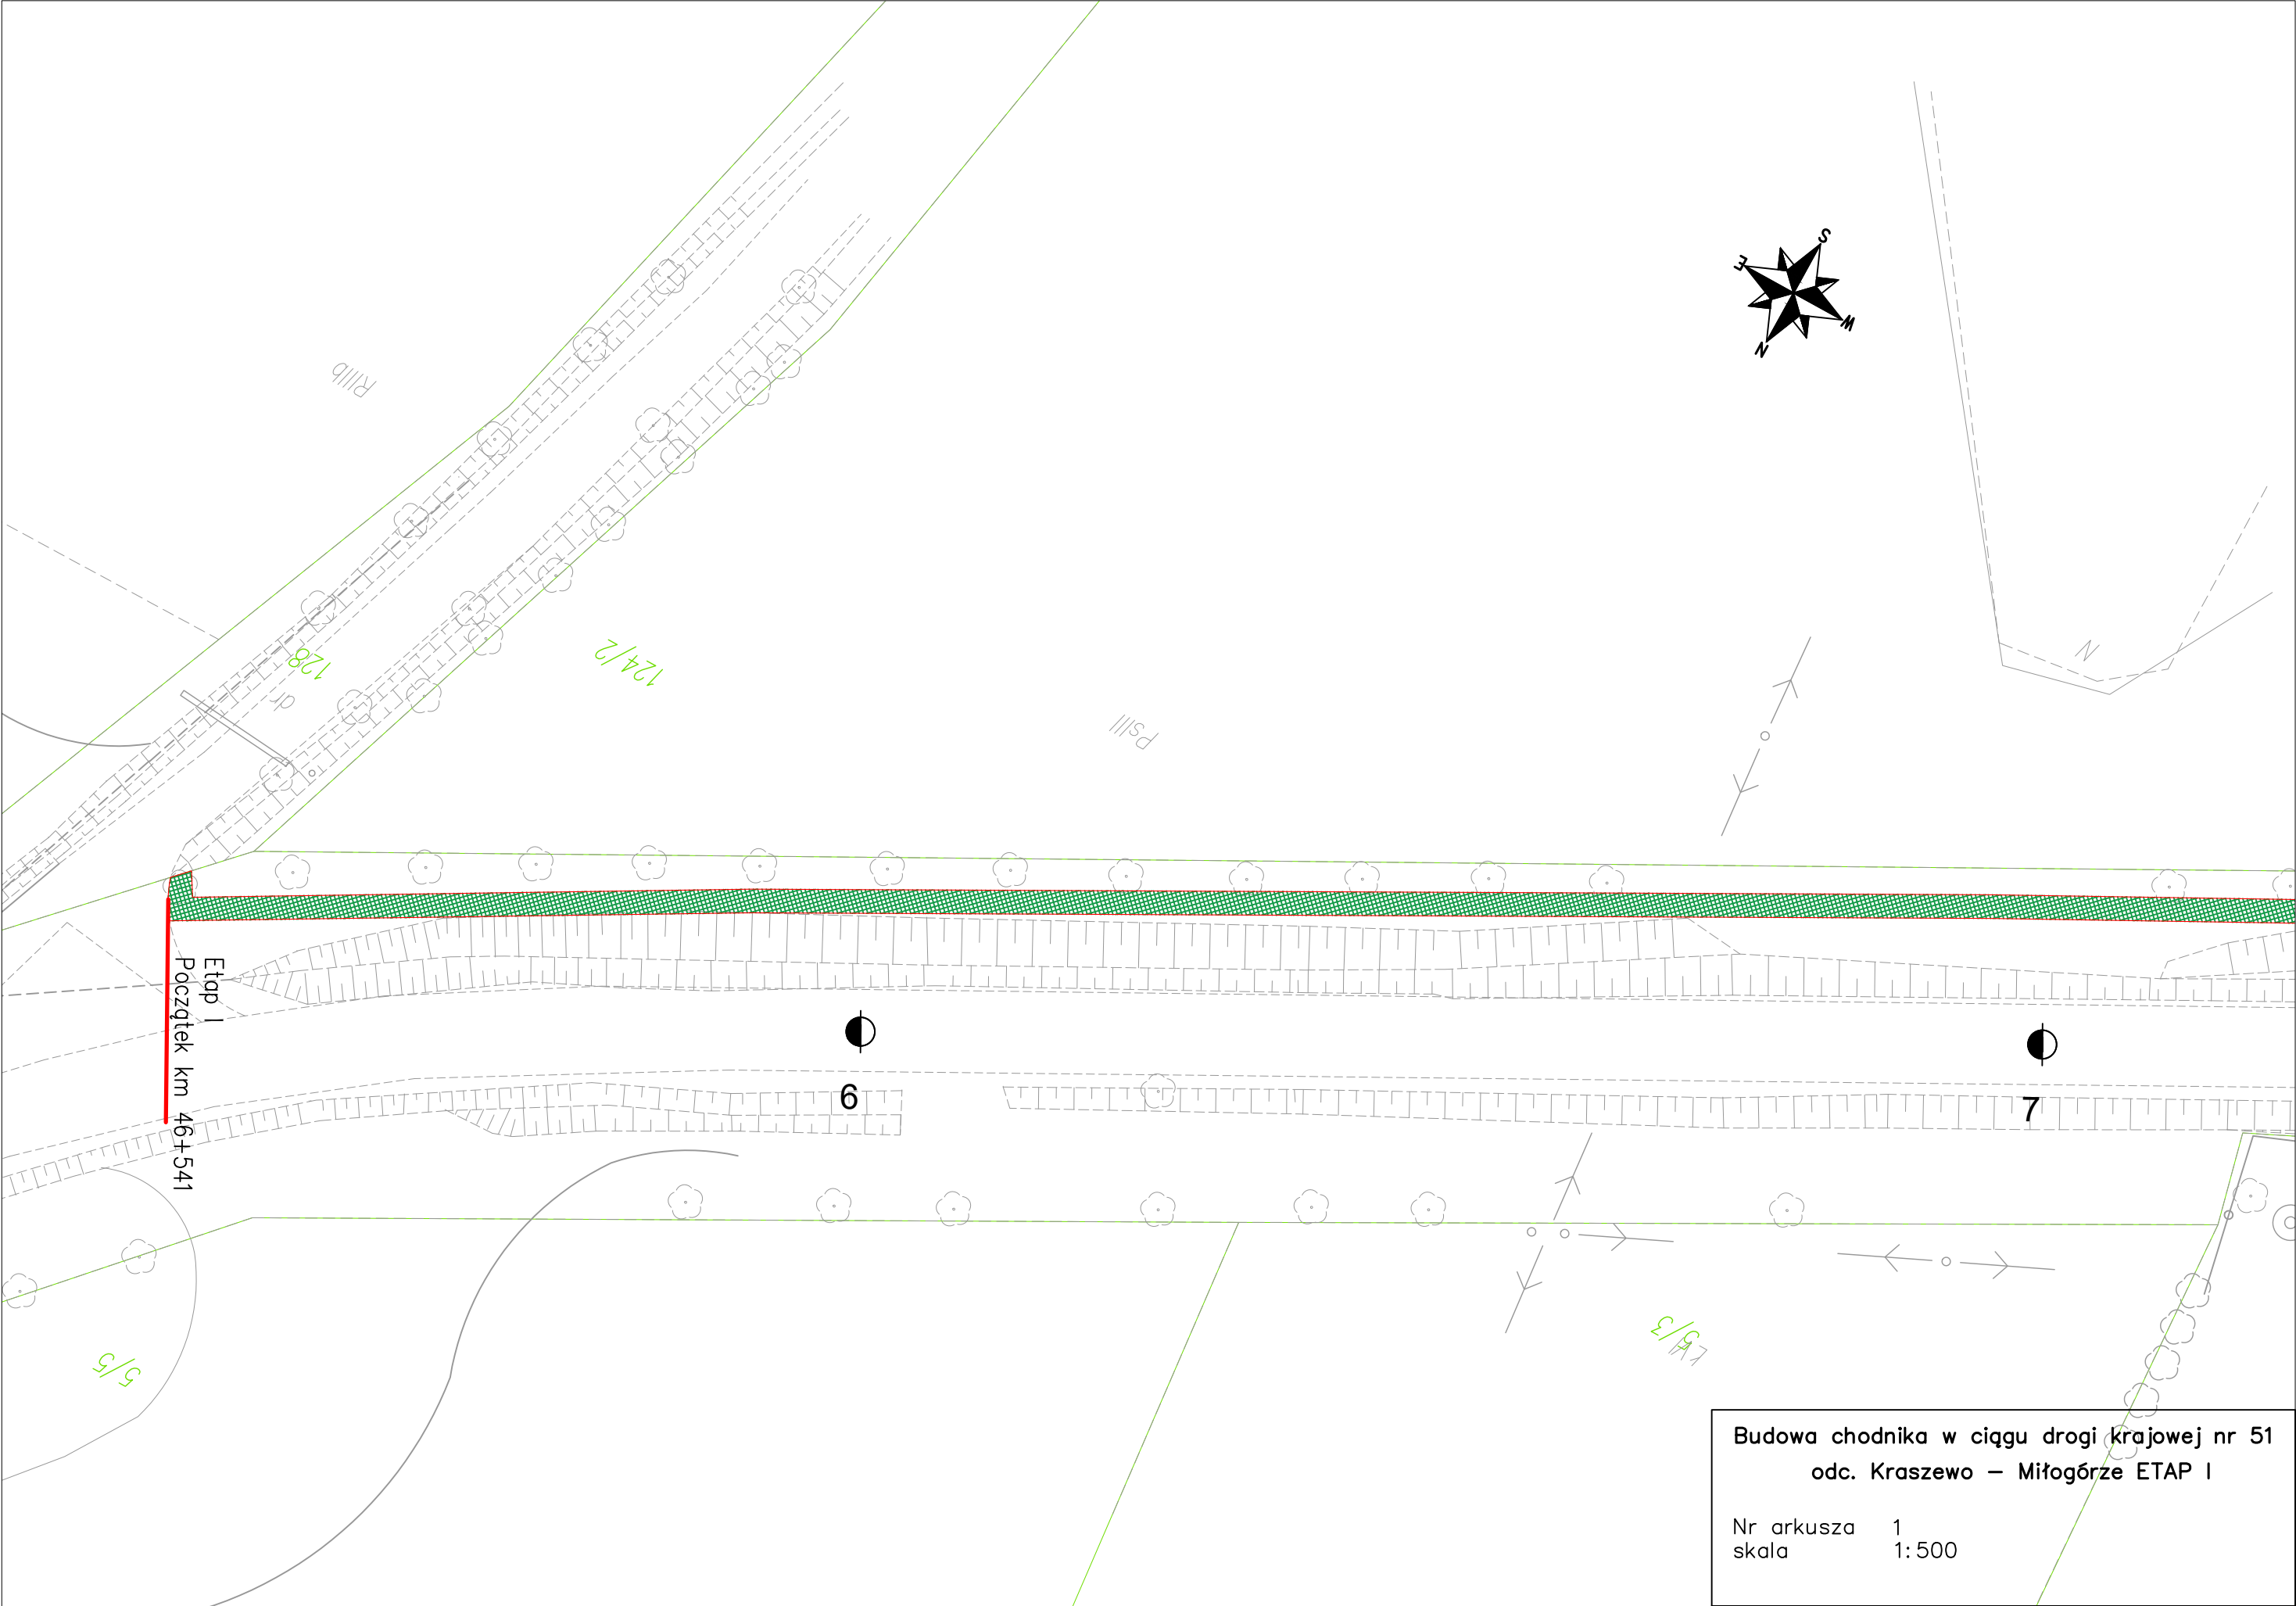 S
E
W
N
RIIIb
128
dr
124/2
PsIII
N
Etap I
Początek km 46+541
6
7
5/5
5/3
Budowa chodnika w ciągu drogi krajowej nr 51
odc. Kraszewo – Miłogórze ETAP I
Nr arkusza 1
skala 1:500